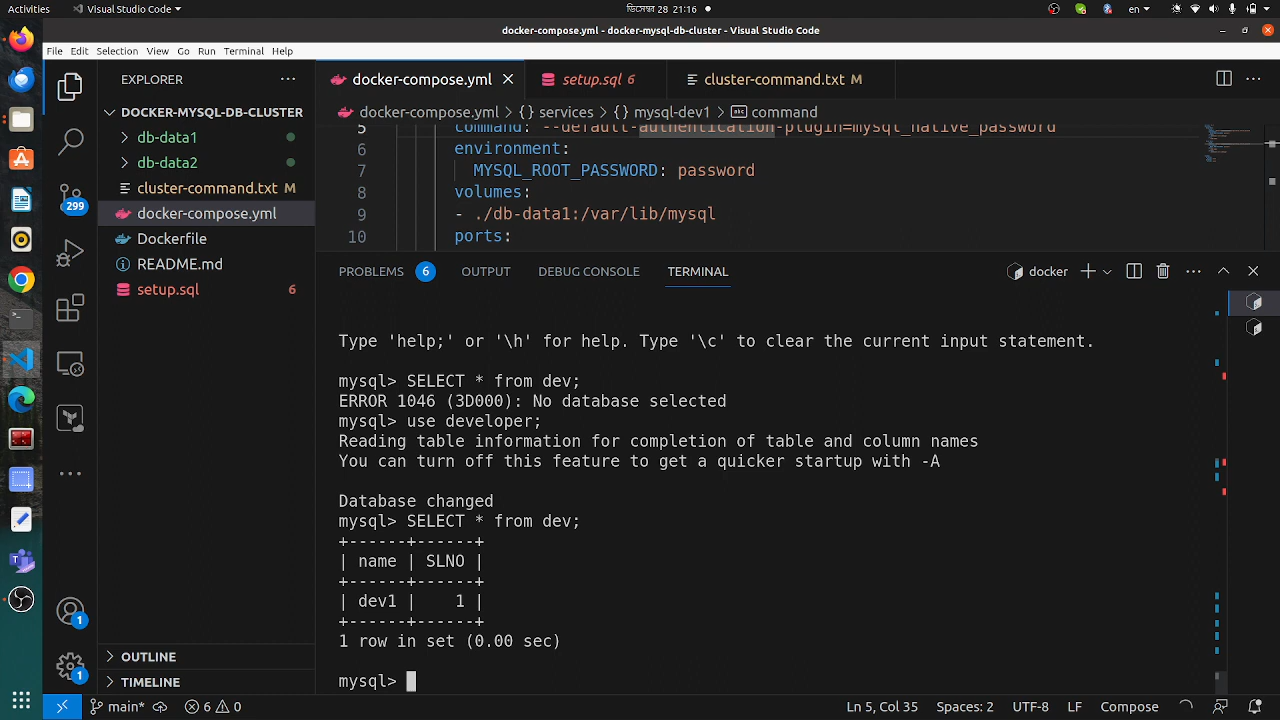 Activities
Visual Studio Code
ডিসেম্বর 28 21:16
en
docker-compose.yml - docker-mysql-db-cluster - Visual Studio Code
File Edit Selection View Go Run Terminal Help
EXPLORER
docker-compose.yml
setup.sql 6
cluster-command.txt M
docker-compose.yml > {} services > {} mysql-dev1 > command
DOCKER-MYSQL-DB-CLUSTER
db-data1
db-data2
cluster-command.txt M
docker-compose.yml
Dockerfile
README.md
setup.sql 6
299
5 command: --default-authentication-plugin=mysql_native_password
6 environment:
7 MYSQL_ROOT_PASSWORD: password
8 volumes:
9 - ./db-data1:/var/lib/mysql
10 ports:
PROBLEMS 6 OUTPUT DEBUG CONSOLE TERMINAL
docker
Type 'help;' or '\h' for help. Type '\c' to clear the current input statement.
mysql> SELECT * from dev;
ERROR 1046 (3D000): No database selected
mysql> use developer;
Reading table information for completion of table and column names
You can turn off this feature to get a quicker startup with -A
Database changed
mysql> SELECT * from dev;
+------+------+
| name | SLNO |
+------+------+
| dev1 |    1 |
+------+------+
1 row in set (0.00 sec)
mysql>
1
1
OUTLINE
TIMELINE
main*
6 0
Ln 5, Col 35
Spaces: 2
UTF-8
LF
Compose